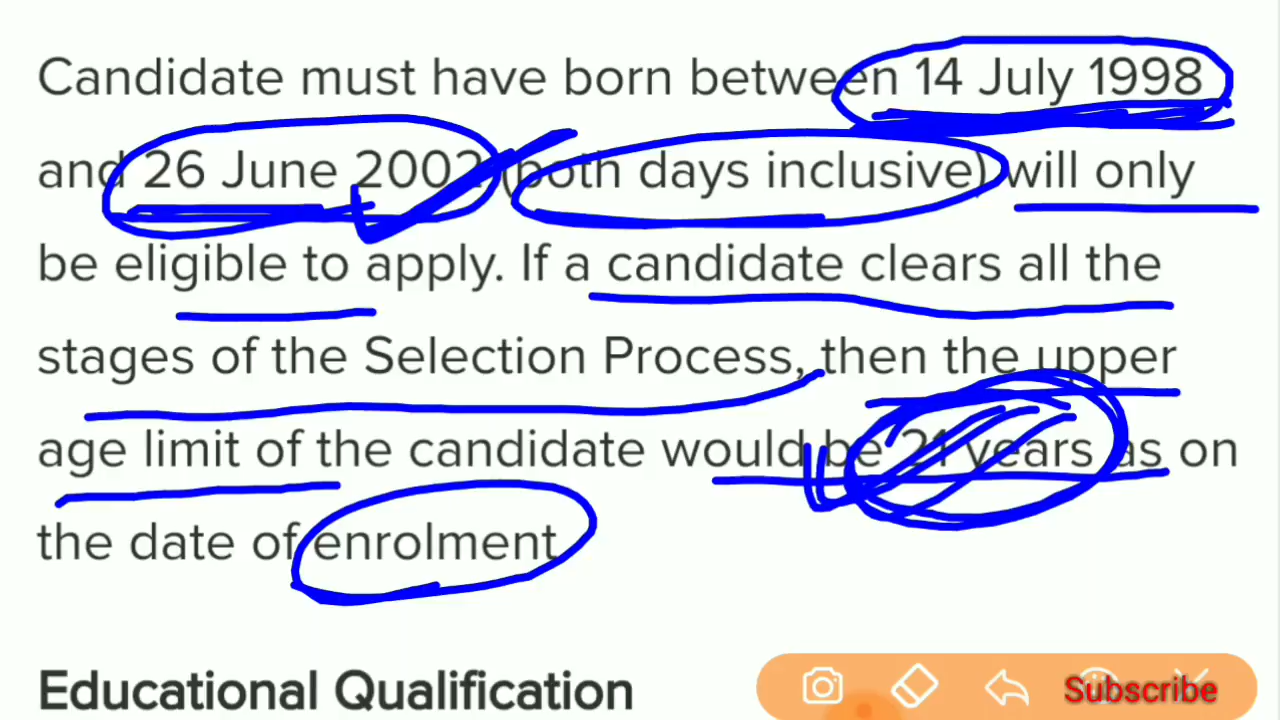 Candidate must have born between 14 July 1998
and 26 June 2002 (both days inclusive) will only
be eligible to apply. If a candidate clears all the
stages of the Selection Process, then the upper
age limit of the candidate would be 21 years as on
the date of enrolment
Educational Qualification
Subscribe